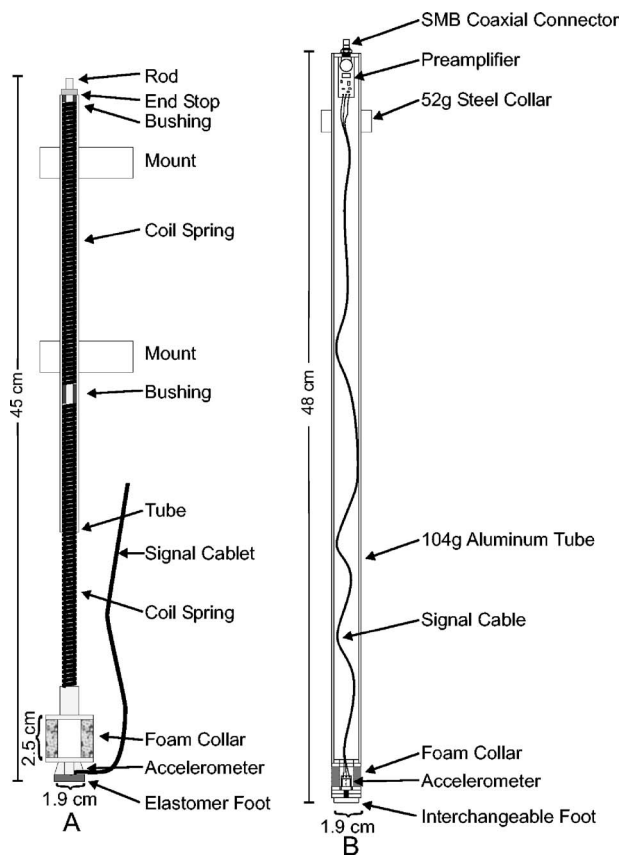 Rod
End Stop
Bushing
Mount
Coil Spring
Mount
Bushing
Tube
Signal Cablet
Coil Spring
Foam Collar
Accelerometer
Elastomer Foot
45 cm
2.5 cm
1.9 cm
A
SMB Coaxial Connector
Preamplifier
52g Steel Collar
104g Aluminum Tube
Signal Cable
Foam Collar
Accelerometer
Interchangeable Foot
48 cm
1.9 cm
B